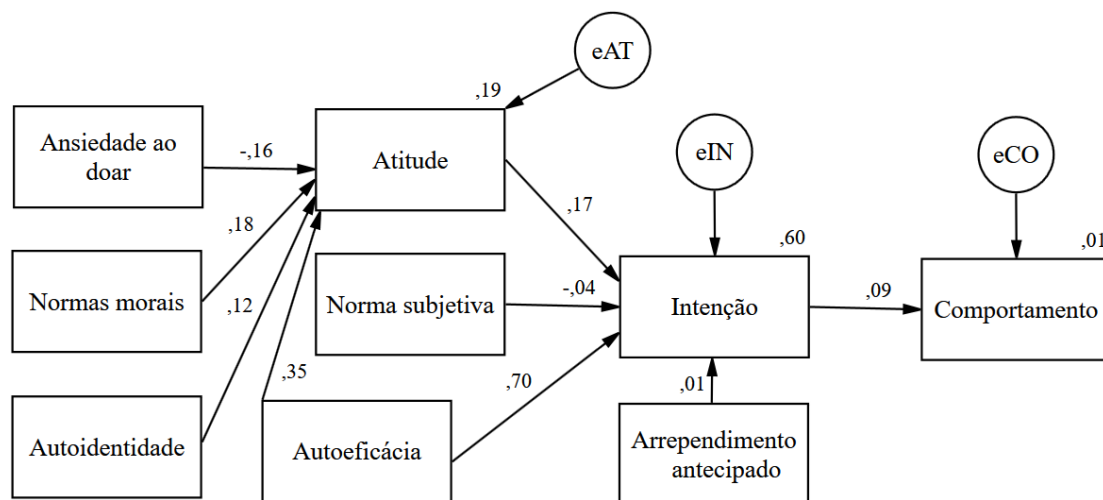 eAT
,19
Ansiedade ao
doar
-,16
Atitude
eIN
eCO
,18
,17
,60
,01
Normas morais
,12
Norma subjetiva
-,04
Intenção
,09
Comportamento
,35
,70
,01
Autoidentidade
Autoeficácia
Arrependimento
antecipado